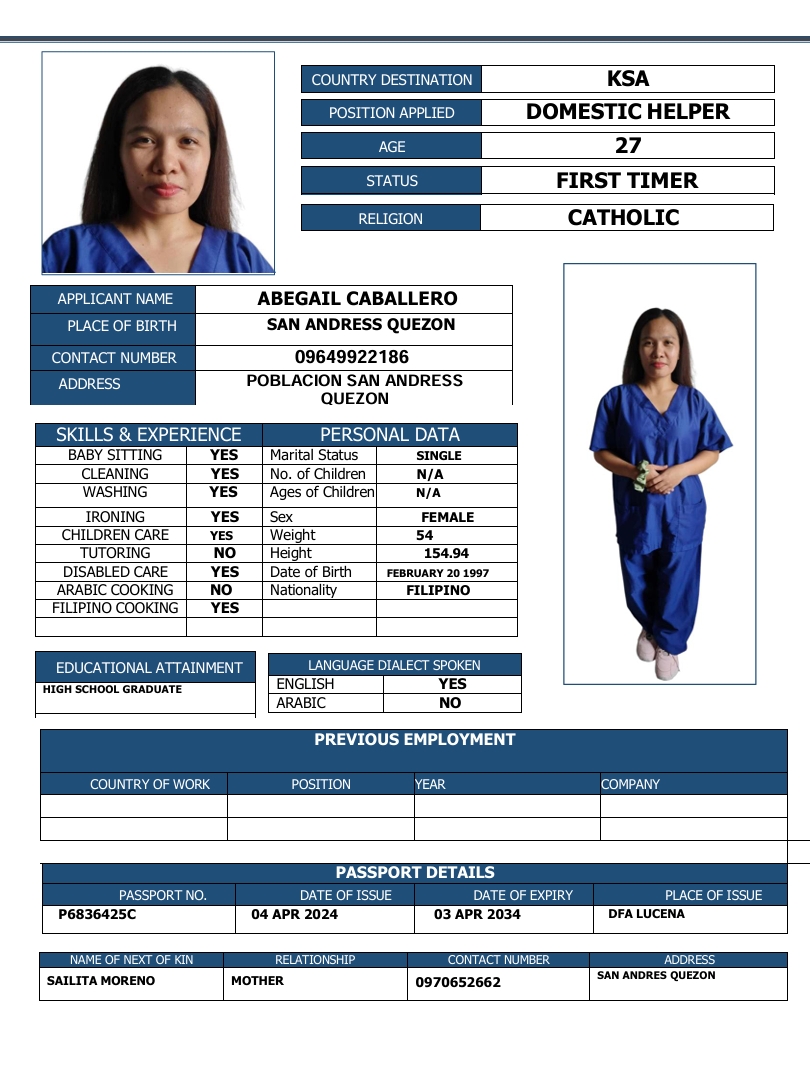 COUNTRY DESTINATION KSA
POSITION APPLIED DOMESTIC HELPER
AGE 27
STATUS FIRST TIMER
RELIGION CATHOLIC
APPLICANT NAME ABEGAIL CABALLERO
PLACE OF BIRTH SAN ANDRESS QUEZON
CONTACT NUMBER 09649922186
ADDRESS POBLACION SAN ANDRESS
QUEZON
SKILLS & EXPERIENCE PERSONAL DATA
BABY SITTING YES Marital Status SINGLE
CLEANING YES No. of Children N/A
WASHING YES Ages of Children N/A
IRONING YES Sex FEMALE
CHILDREN CARE YES Weight 54
TUTORING NO Height 154.94
DISABLED CARE YES Date of Birth FEBRUARY 20 1997
ARABIC COOKING NO Nationality FILIPINO
FILIPINO COOKING YES
EDUCATIONAL ATTAINMENT
HIGH SCHOOL GRADUATE
LANGUAGE DIALECT SPOKEN
ENGLISH YES
ARABIC NO
PREVIOUS EMPLOYMENT
COUNTRY OF WORK POSITION YEAR COMPANY
PASSPORT DETAILS
PASSPORT NO. DATE OF ISSUE DATE OF EXPIRY PLACE OF ISSUE
P6836425C 04 APR 2024 03 APR 2034 DFA LUCENA
NAME OF NEXT OF KIN RELATIONSHIP CONTACT NUMBER ADDRESS
SAILITA MORENO MOTHER 0970652662 SAN ANDRES QUEZON